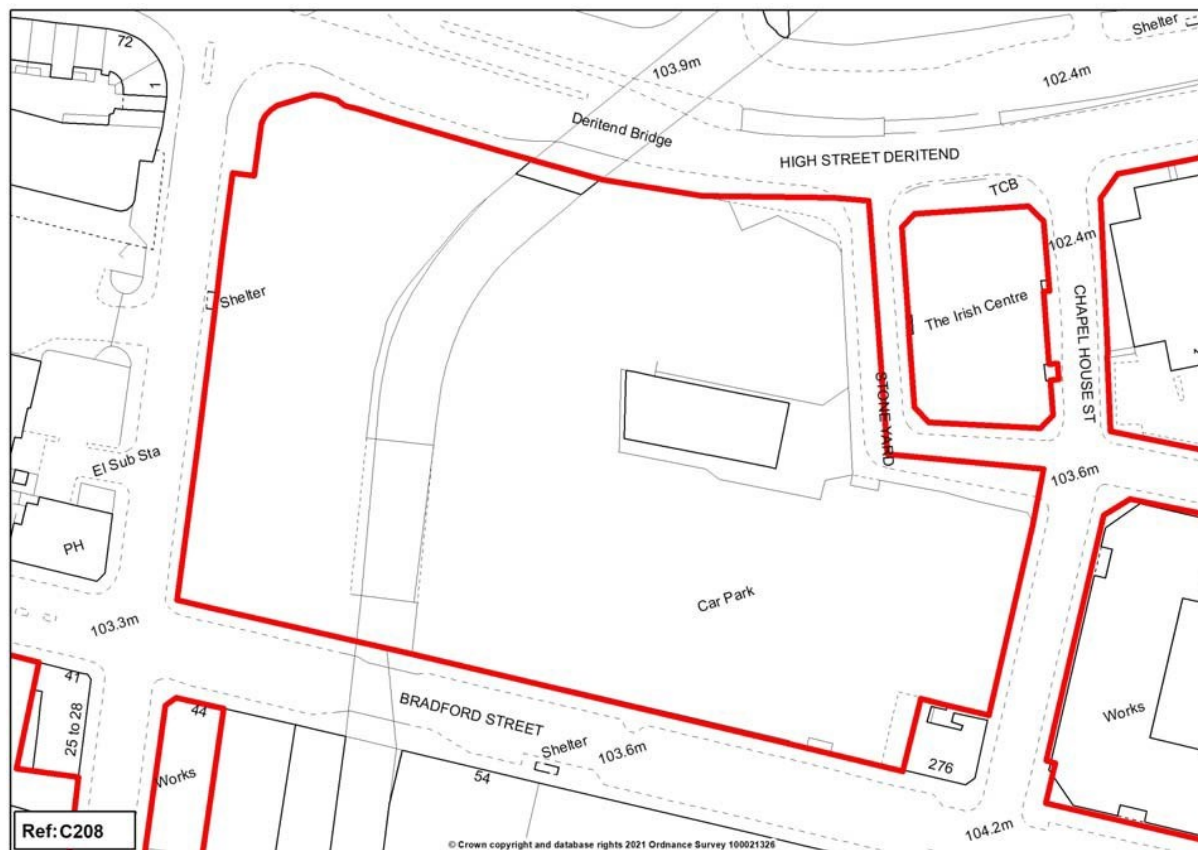 72
1
Shelter
103.9m
102.4m
Deritend Bridge
HIGH STREET DERITEND
TCB
102.4m
Shelter
The Irish Centre
CHAPEL HOUSE ST
STONE YARD
El Sub Sta
103.6m
PH
Car Park
103.3m
41
25 to 28
44
BRADFORD STREET
Works
Shelter
103.6m
54
276
Works
104.2m
Ref:C208
© Crown copyright and database rights 2021 Ordnance Survey 100021326